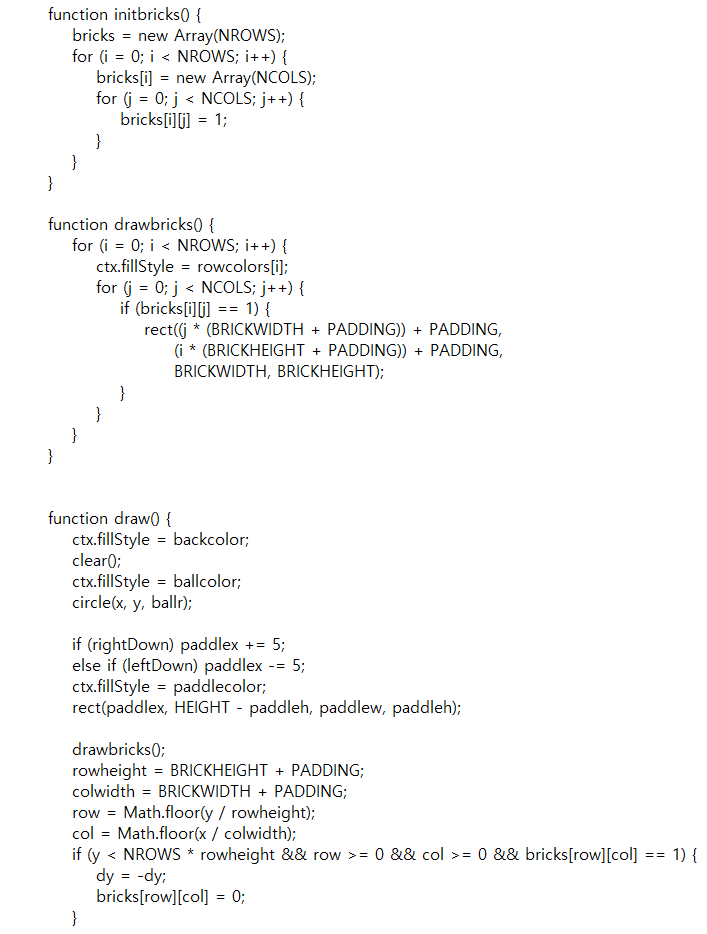 function initbricks() {
bricks = new Array(NROWS);
for (i = 0; i < NROWS; i++) {
bricks[i] = new Array(NCOLS);
for (j = 0; j < NCOLS; j++) {
bricks[i][j] = 1;
}
}
}
function drawbricks() {
for (i = 0; i < NROWS; i++) {
ctx.fillStyle = rowcolors[i];
for (j = 0; j < NCOLS; j++) {
if (bricks[i][j] == 1) {
rect((j * (BRICKWIDTH + PADDING)) + PADDING,
(i * (BRICKHEIGHT + PADDING)) + PADDING,
BRICKWIDTH, BRICKHEIGHT);
}
}
}
}
function draw() {
ctx.fillStyle = backcolor;
clear();
ctx.fillStyle = ballcolor;
circle(x, y, ballr);
if (rightDown) paddlex += 5;
else if (leftDown) paddlex -= 5;
ctx.fillStyle = paddlecolor;
rect(paddlex, HEIGHT - paddleh, paddlew, paddleh);
drawbricks();
rowheight = BRICKHEIGHT + PADDING;
colwidth = BRICKWIDTH + PADDING;
row = Math.floor(y / rowheight);
col = Math.floor(x / colwidth);
if (y < NROWS * rowheight && row >= 0 && col >= 0 && bricks[row][col] == 1) {
dy = -dy;
bricks[row][col] = 0;
}